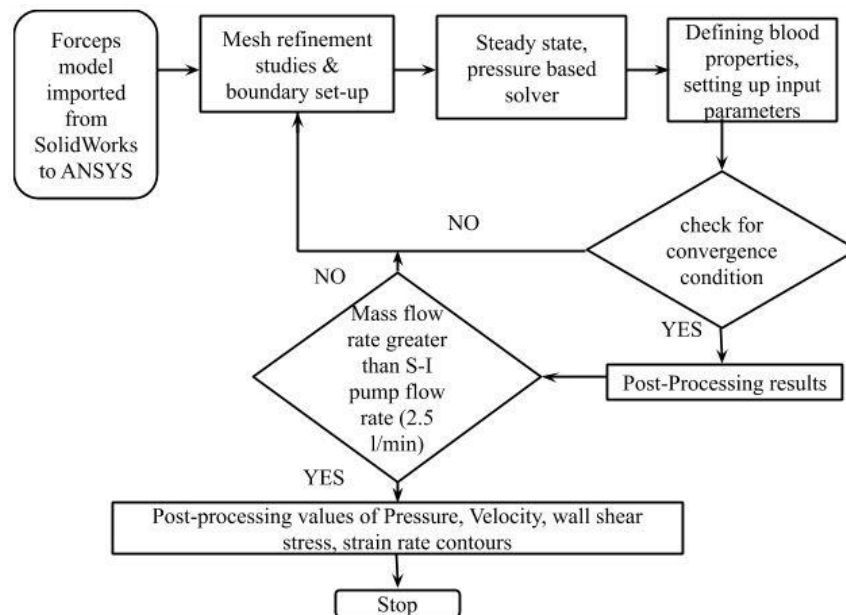 Forceps
model
imported
from
SolidWorks
to ANSYS
Mesh refinement
studies &
boundary set-up
Steady state,
pressure based
solver
Defining blood
properties,
setting up input
parameters
check for
convergence
condition
NO
YES
Post-Processing results
NO
Mass flow
rate greater
than S-I
pump flow
rate (2.5
l/min)
YES
Post-processing values of Pressure, Velocity, wall shear
stress, strain rate contours
Stop